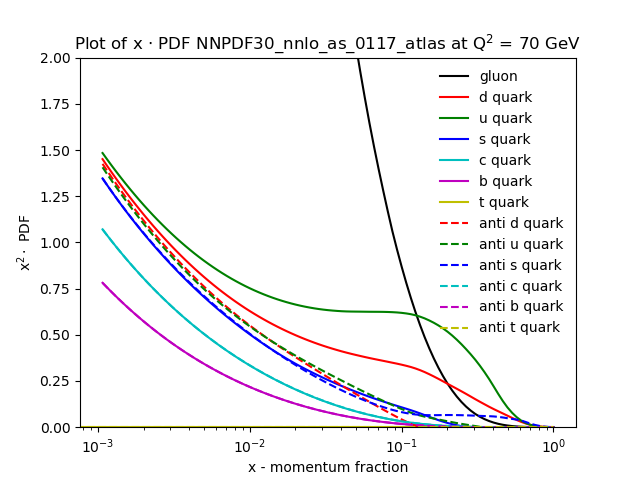 Plot of x · PDF NNPDF30_nnlo_as_0117_atlas at Q² = 70 GeV
2.00
1.75
1.50
1.25
1.00
0.75
0.50
0.25
0.00
x² · PDF
gluon
d quark
u quark
s quark
c quark
b quark
t quark
anti d quark
anti u quark
anti s quark
anti c quark
anti b quark
anti t quark
10⁻³ 10⁻² 10⁻¹ 10⁰
x - momentum fraction